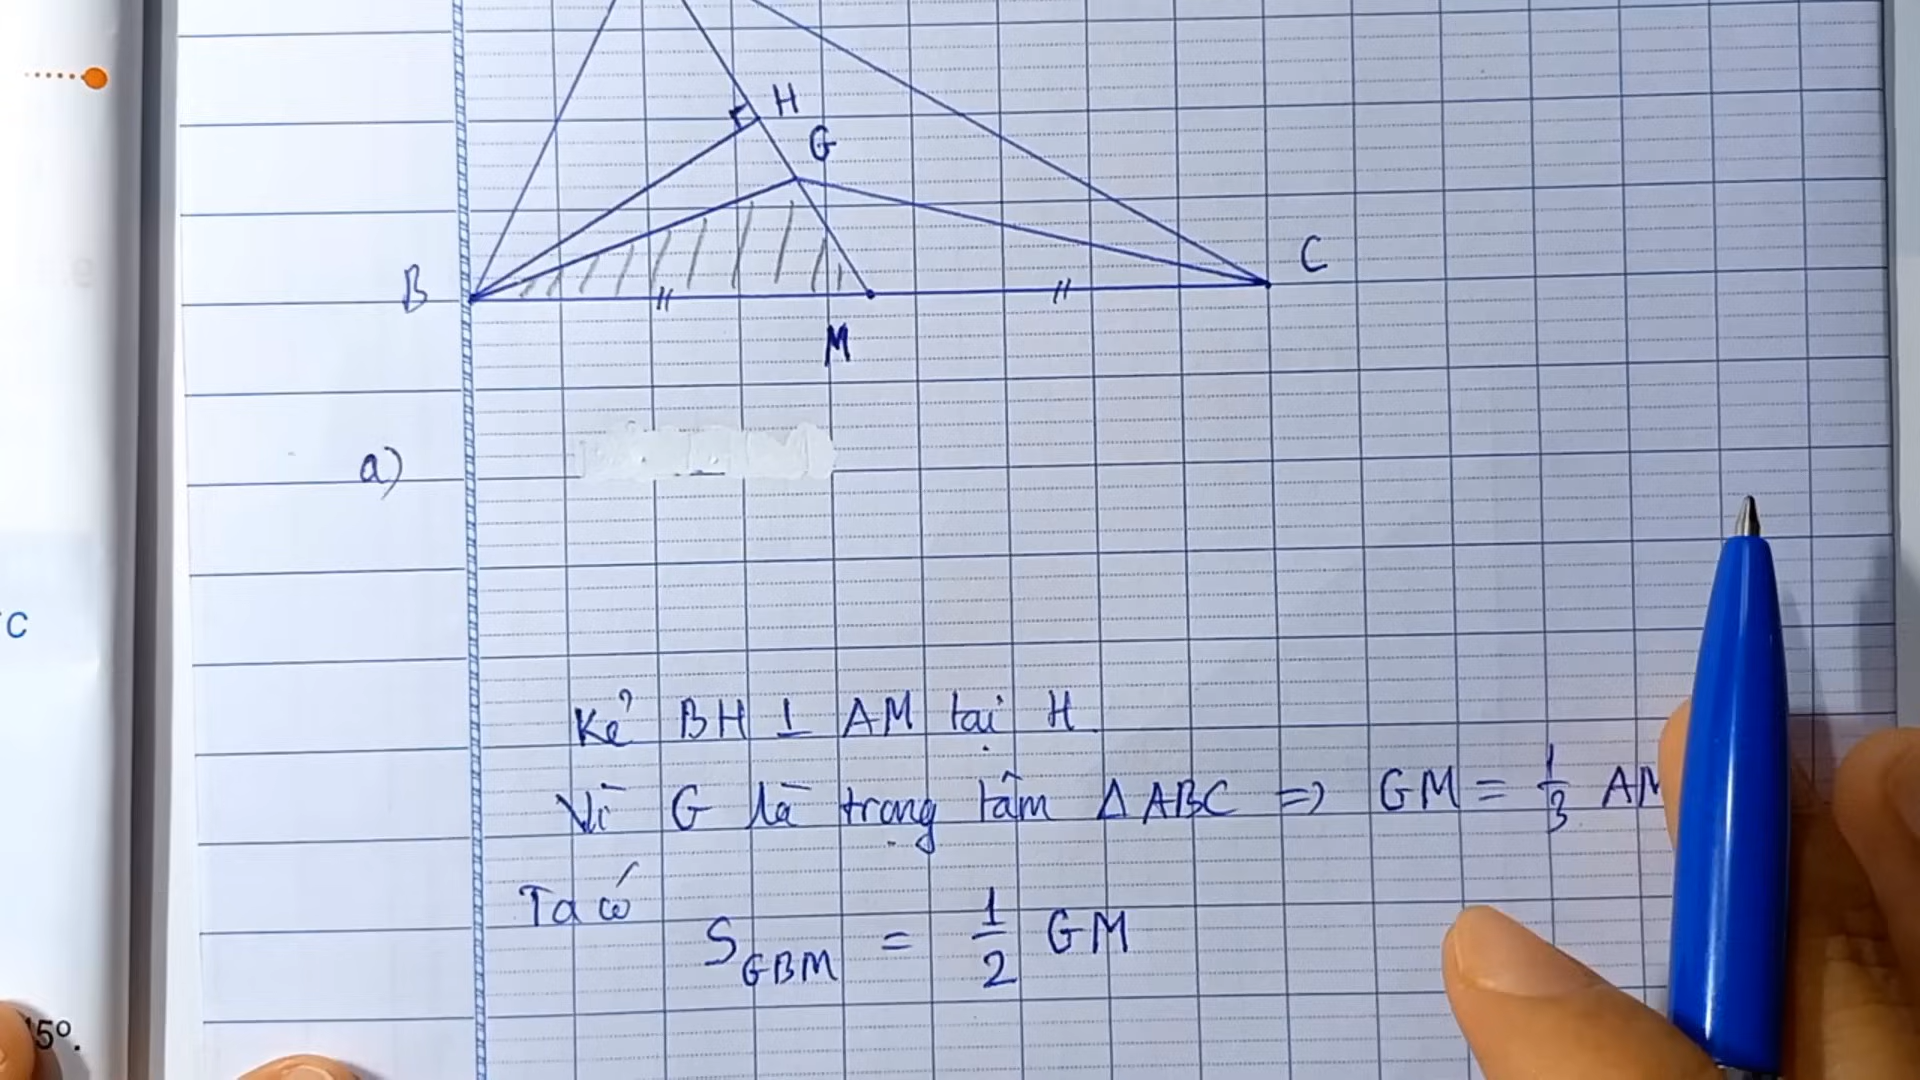 H
G
C
B
M
a)
Kẻ BH ⊥ AM tại H.
Vì G là trọng tâm Δ ABC => GM = 1/3 AM
Ta có
S_GBM = 1/2 GM
C
5º.